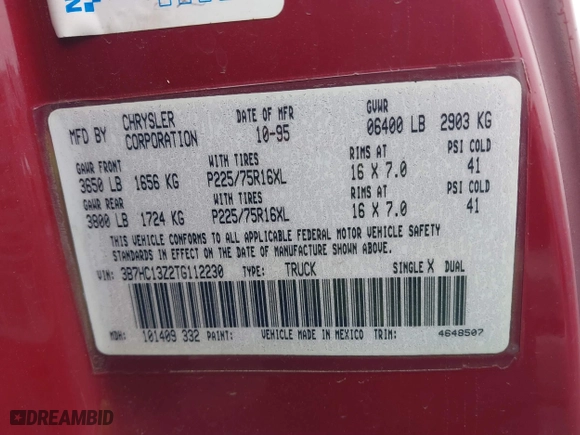 MFD BY CHRYSLER CORPORATION DATE OF MFR 10-95 GVWR 06400 LB 2903 KG
GAWR FRONT WITH TIRES RIMS AT PSI COLD
3650 LB 1656 KG P225/75R16XL 16 X 7.0 41
GAWR REAR WITH TIRES RIMS AT PSI COLD
3800 LB 1724 KG P225/75R16XL 16 X 7.0 41
THIS VEHICLE CONFORMS TO ALL APPLICABLE FEDERAL MOTOR VEHICLE SAFETY
STANDARDS IN EFFECT ON THE DATE OF MANUFACTURE SHOWN ABOVE.
VIN: 3B7HC13Z2TG112230 TYPE: TRUCK SINGLE X DUAL
MDH: 101409 332 PAINT: VEHICLE MADE IN MEXICO TRIM: 4648507
DREAMBID